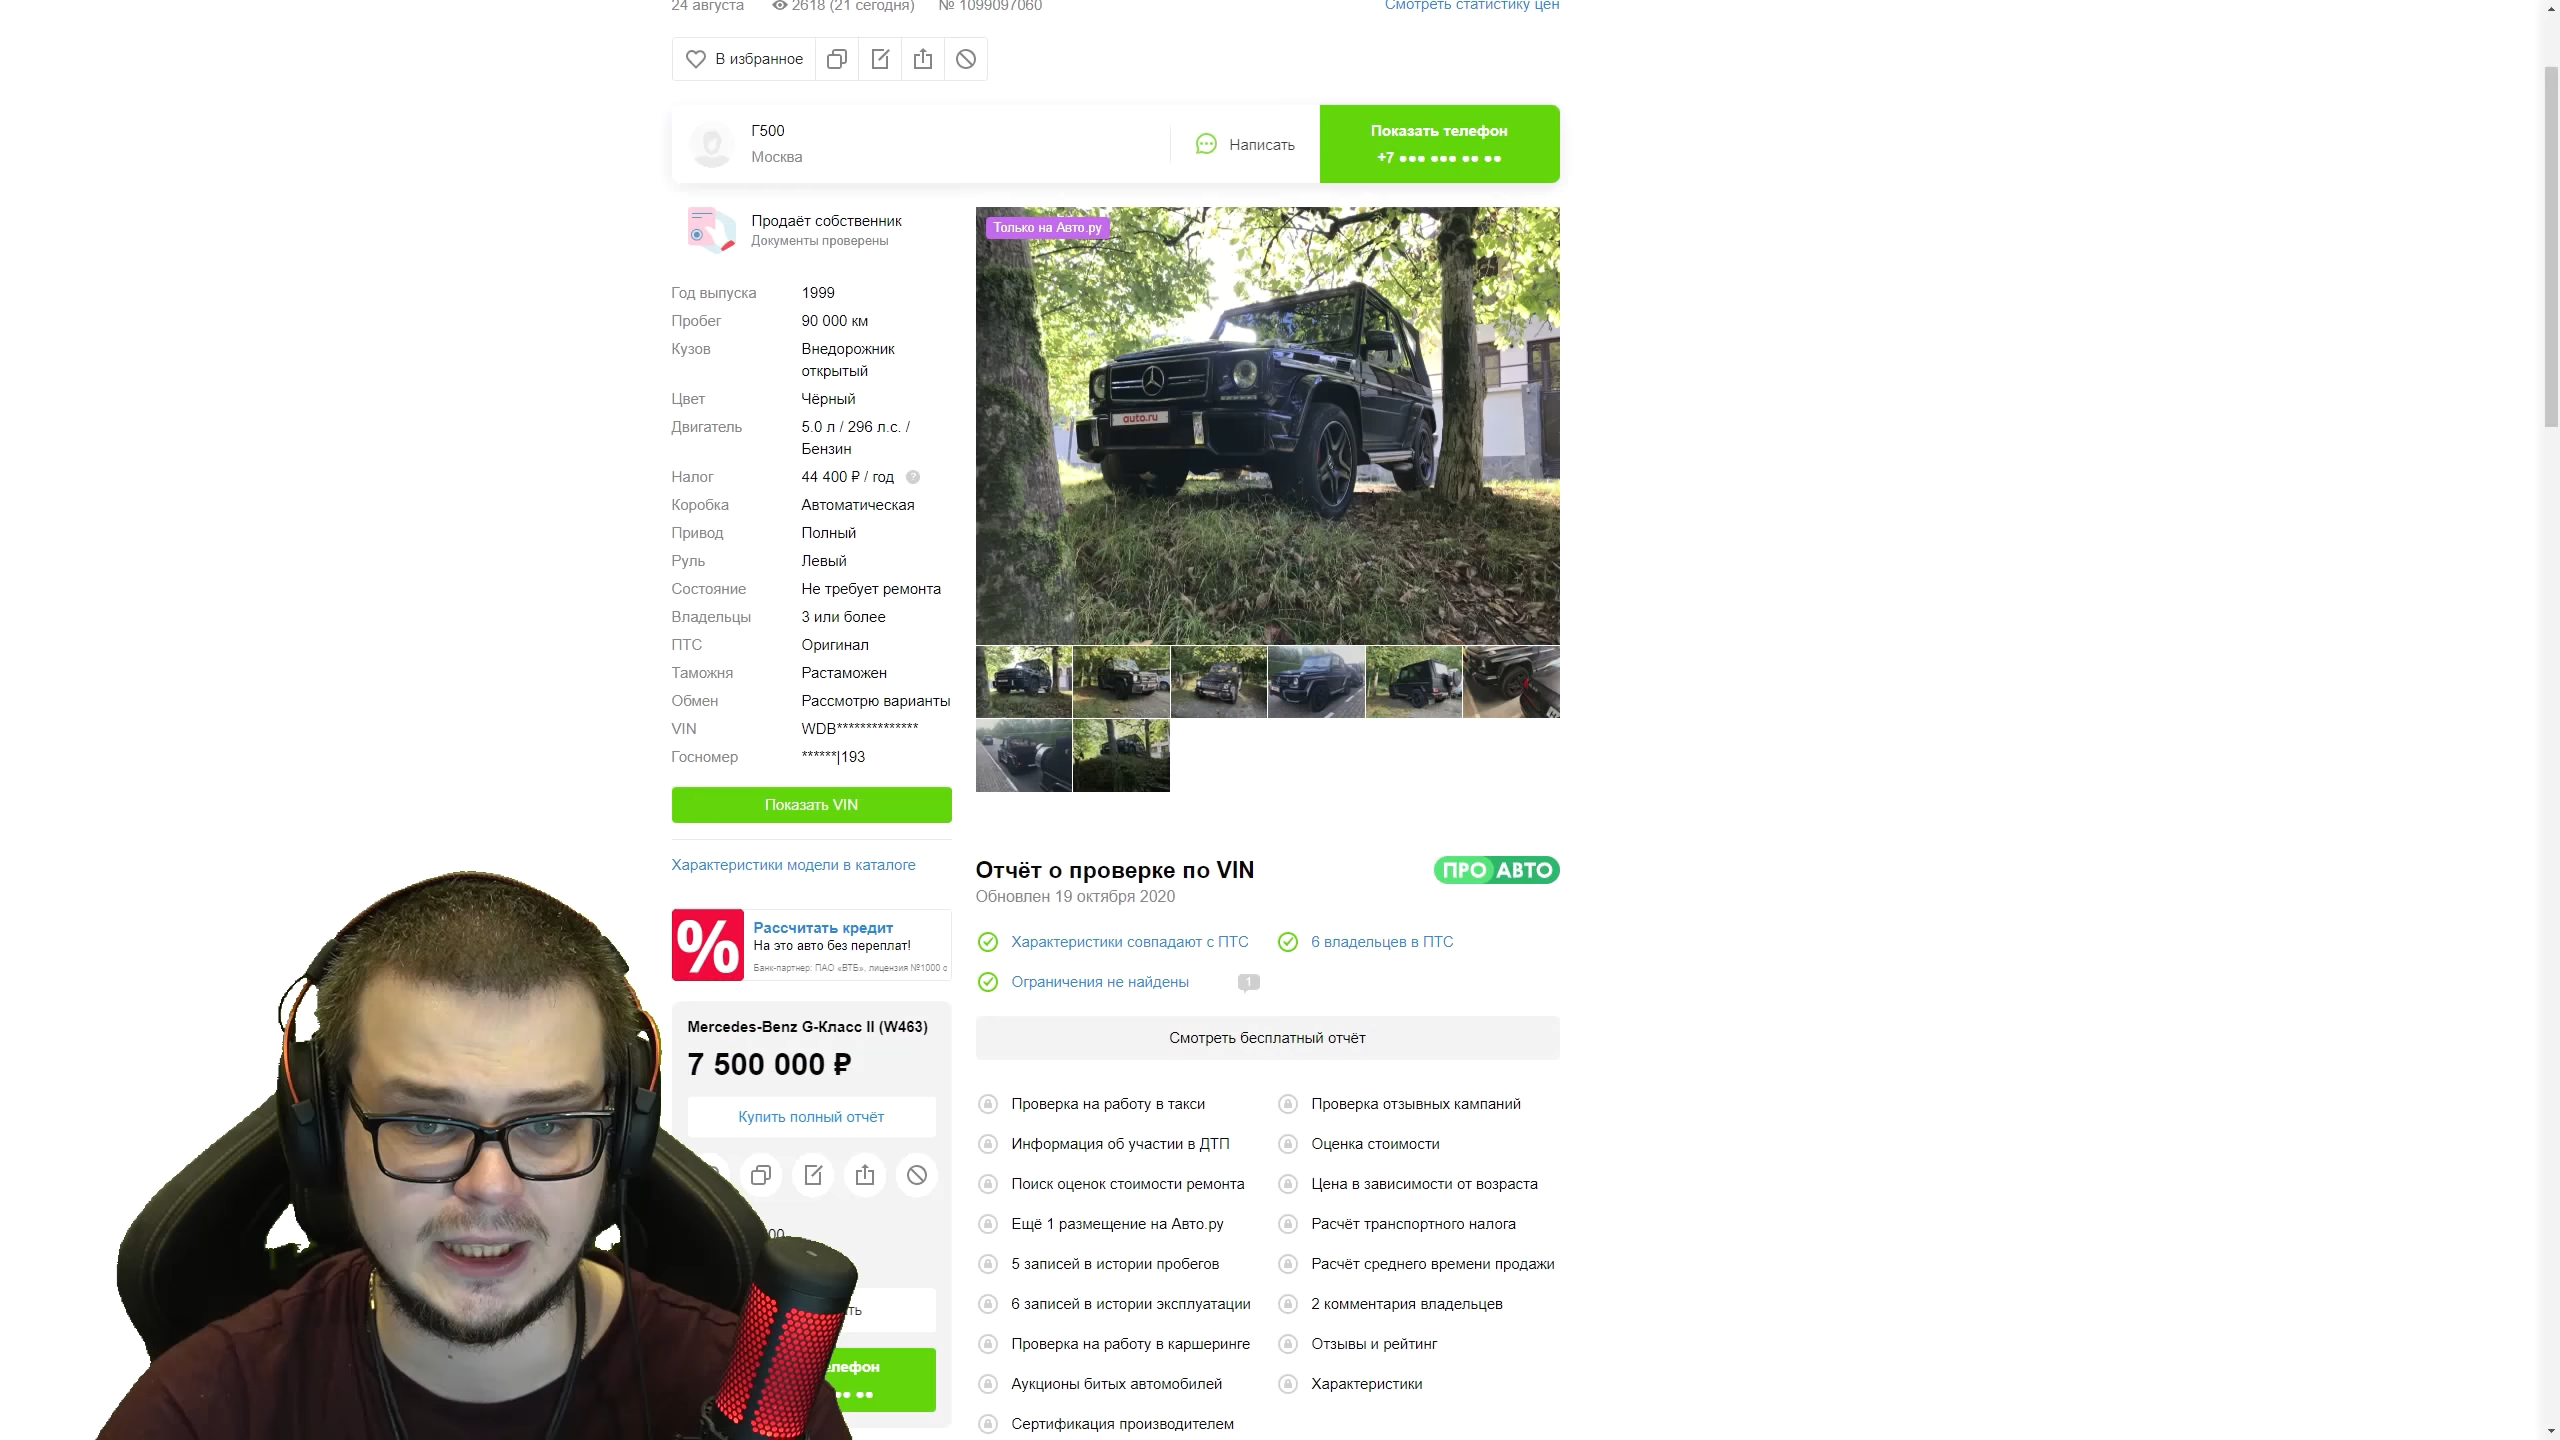 24 августа 2618 (21 сегодня) № 1099097060 Смотреть статистику цен
В избранное
Г500
Москва
Написать
Показать телефон
+7 ●●● ●●● ●● ●●
Продаёт собственник
Документы проверены
Год выпуска 1999
Пробег 90 000 км
Кузов Внедорожник
открытый
Цвет Чёрный
Двигатель 5.0 л / 296 л.с. /
Бензин
Налог 44 400 ₽ / год ?
Коробка Автоматическая
Привод Полный
Руль Левый
Состояние Не требует ремонта
Владельцы 3 или более
ПТС Оригинал
Таможня Растаможен
Обмен Рассмотрю варианты
VIN WDB**************
Госномер ******|193
Показать VIN
Характеристики модели в каталоге
%
Рассчитать кредит
На это авто без переплат!
Банк-партнер: ПАО «ВТБ», лицензия №1000 о
Mercedes-Benz G-Класс II (W463)
7 500 000 ₽
Купить полный отчёт
Только на Авто.ру
auto.ru
Отчёт о проверке по VIN
ПРО АВТО
Обновлен 19 октября 2020
Характеристики совпадают с ПТС 6 владельцев в ПТС
Ограничения не найдены 1
Смотреть бесплатный отчёт
Проверка на работу в такси Проверка отзывных кампаний
Информация об участии в ДТП Оценка стоимости
Поиск оценок стоимости ремонта Цена в зависимости от возраста
Ещё 1 размещение на Авто.ру Расчёт транспортного налога
5 записей в истории пробегов Расчёт среднего времени продажи
6 записей в истории эксплуатации 2 комментария владельцев
Проверка на работу в каршеринге Отзывы и рейтинг
Аукционы битых автомобилей Характеристики
Сертификация производителем